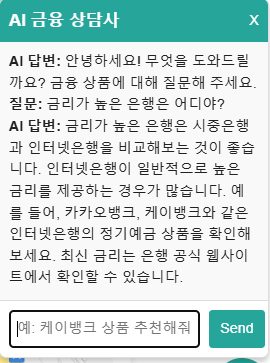 AI 금융 상담사
X
AI 답변: 안녕하세요! 무엇을 도와드릴
까요? 금융 상품에 대해 질문해 주세요.
질문: 금리가 높은 은행은 어디야?
AI 답변: 금리가 높은 은행은 시중은행
과 인터넷은행을 비교해보는 것이 좋습
니다. 인터넷은행이 일반적으로 높은
금리를 제공하는 경우가 많습니다. 예
를 들어, 카카오뱅크, 케이뱅크와 같은
인터넷은행의 정기예금 상품을 확인해
보세요. 최신 금리는 은행 공식 웹사이
트에서 확인할 수 있습니다.
예: 케이뱅크 상품 추천해줘
Send